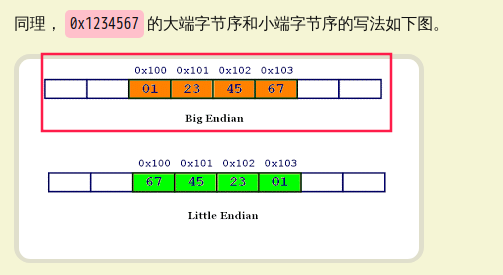 同理， 0x1234567 的大端字节序和小端字节序的写法如下图。
0x100 0x101 0x102 0x103
01 23 45 67
Big Endian
0x100 0x101 0x102 0x103
67 45 23 01
Little Endian